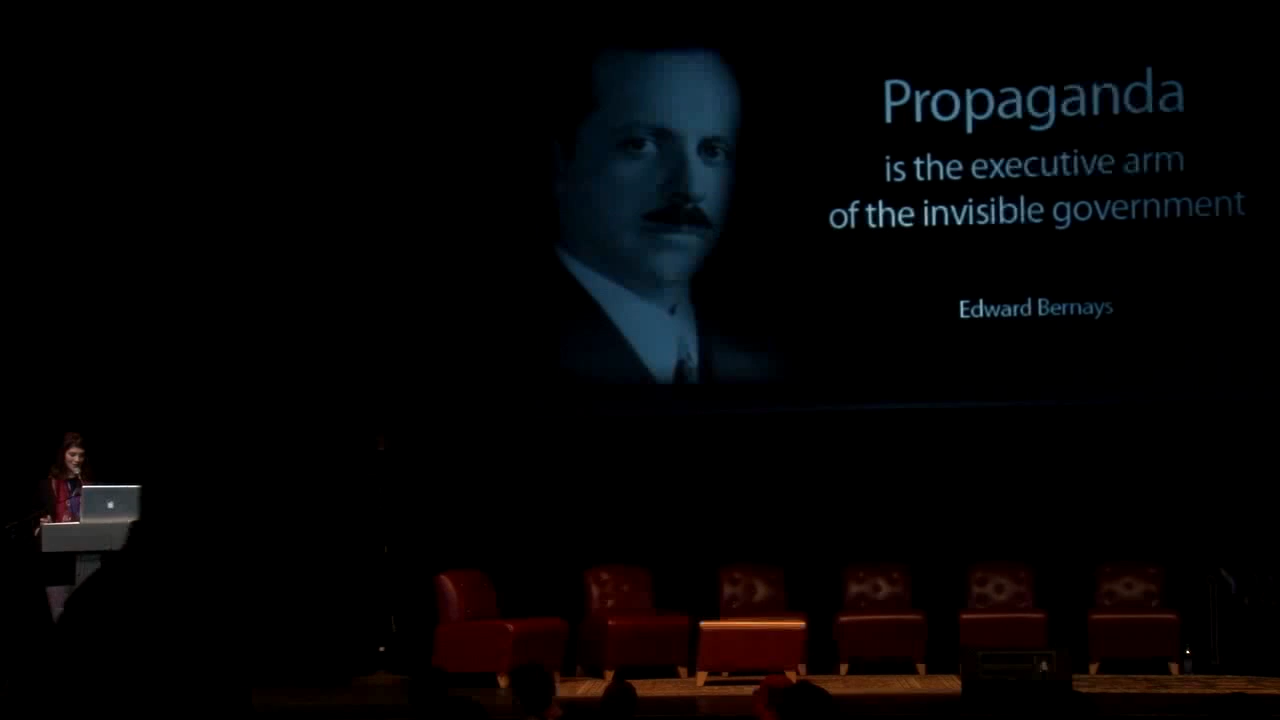 Propaganda
is the executive arm
of the invisible government
Edward Bernays